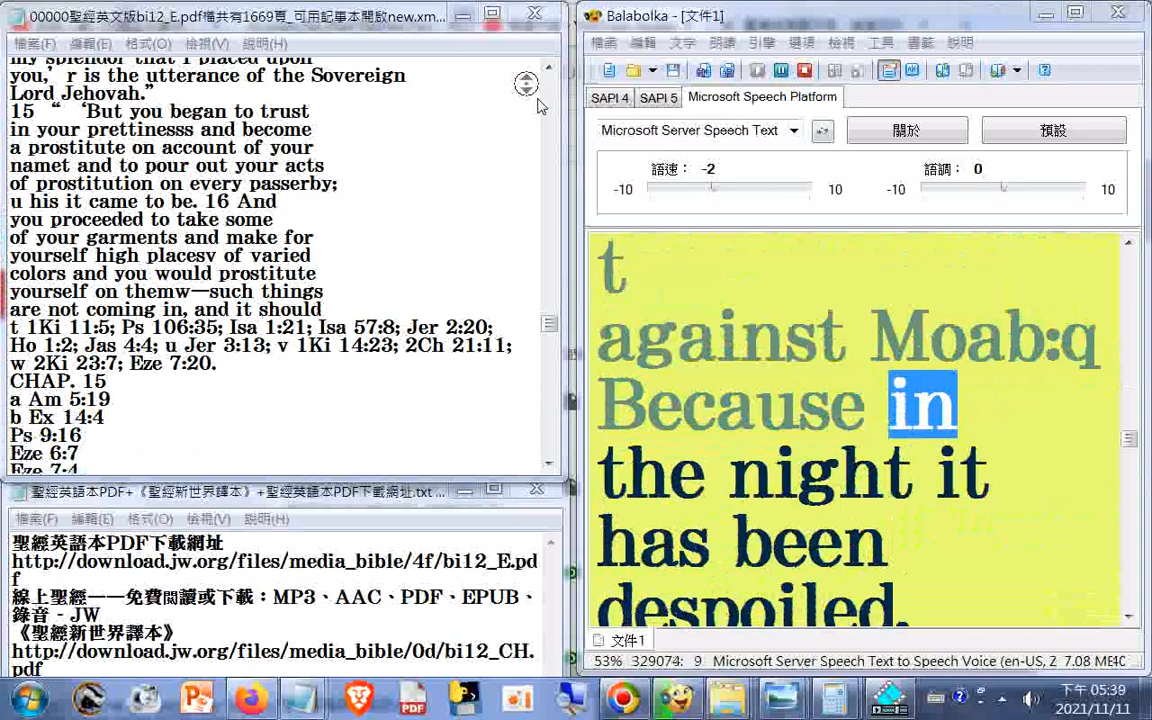 00000聖經英文版bi12_E.pdf檔共有1669頁_可用記事本開啟new.xm...
檔案(F) 編輯(E) 格式(O) 檢視(V) 說明(H)
my splendor that I placed upon
you,’ r is the utterance of the Sovereign
Lord Jehovah.”
15 “ ‘But you began to trust
in your prettinesss and become
a prostitute on account of your
namet and to pour out your acts
of prostitution on every passerby;
u his it came to be. 16 And
you proceeded to take some
of your garments and make for
yourself high placesv of varied
colors and you would prostitute
yourself on themw—such things
are not coming in, and it should
t 1Ki 11:5; Ps 106:35; Isa 1:21; Isa 57:8; Jer 2:20;
Ho 1:2; Jas 4:4; u Jer 3:13; v 1Ki 14:23; 2Ch 21:11;
w 2Ki 23:7; Eze 7:20.
CHAP. 15
a Am 5:19
b Ex 14:4
Ps 9:16
Eze 6:7
Eze 7:4
聖經英語本PDF+《聖經新世界譯本》+聖經英語本PDF下載網址.txt ...
檔案(F) 編輯(E) 格式(O) 檢視(V) 說明(H)
聖經英語本PDF下載網址
http://download.jw.org/files/media_bible/4f/bi12_E.pd
f
線上聖經——免費閱讀或下載：MP3、AAC、PDF、EPUB、
錄音 - JW
《聖經新世界譯本》
http://download.jw.org/files/media_bible/0d/bi12_CH.
pdf
Balabolka - [文件1]
檔案 編輯 文字 朗讀 引擎 選項 檢視 工具 書籤 說明
SAPI 4 SAPI 5 Microsoft Speech Platform
Microsoft Server Speech Text 關於 預設
語速： -2 語調： 0
-10 10 -10 10
t
against Moab:q
Because in
the night it
has been
despoiled.
文件1
53% 329074: 9 Microsoft Server Speech Text to Speech Voice (en-US, Z 7.08 ME
PDF
下午 05:39
2021/11/11